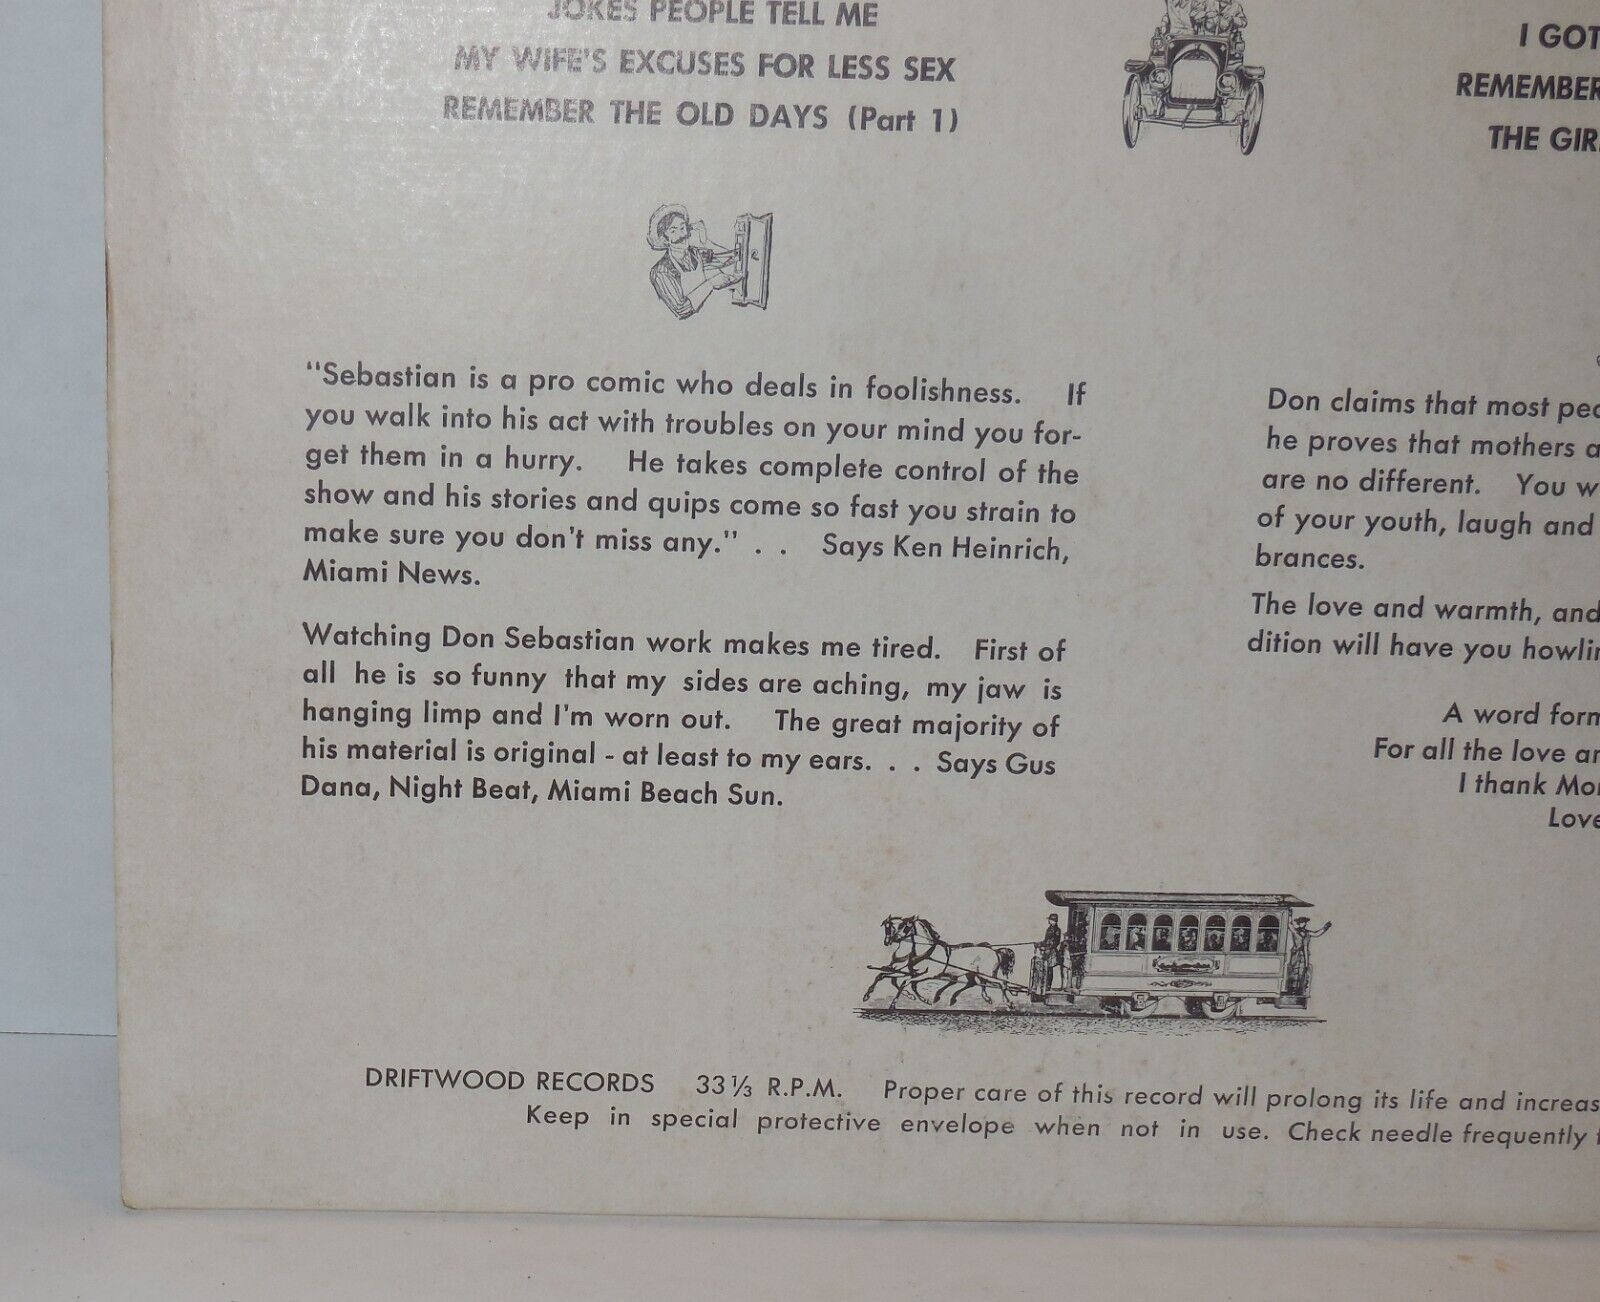 JOKES PEOPLE TELL ME
MY WIFE'S EXCUSES FOR LESS SEX
REMEMBER THE OLD DAYS (Part 1)
I GOT
REMEMBER
THE
"Sebastian is a pro comic who deals in foolishness. If
you walk into his act with troubles on your mind you for-
get them in a hurry. He takes complete control of the
show and his stories and quips come so fast you strain to
make sure you don't miss any." . . Says Ken Heinrich,
Miami News.
Watching Don Sebastian work makes me tired. First of
all he is so funny that my sides are aching, my jaw is
hanging limp and I'm worn out. The great majority of
his material is original - at least to my ears. . . Says Gus
Dana, Night Beat, Miami Beach Sun.
Don claims that most
he proves that mothers
are no different. You
of your youth, laugh and
brances.
The love and warmth, and
dition will have you
A word
For all the love
I thank
Love
DRIFTWOOD RECORDS 33 1/3 R.P.M. Proper care of this record will prolong its life and increas
Keep in special protective envelope when not in use. Check needle frequently